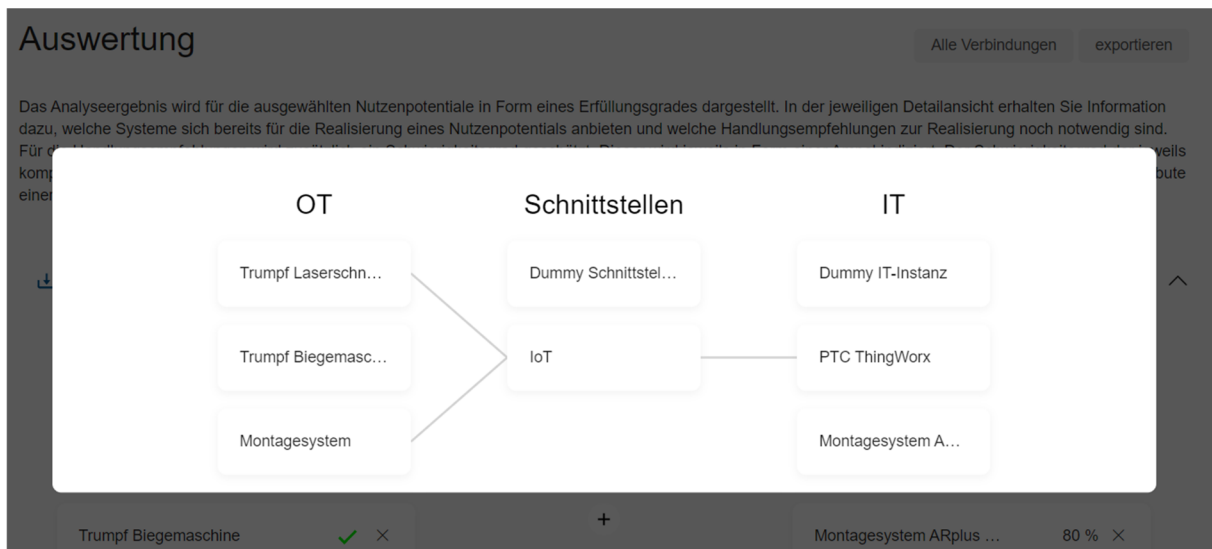 Auswertung
Alle Verbindungen
exportieren
Das Analyseergebnis wird für die ausgewählten Nutzenpotentiale in Form eines Erfüllungsgrades dargestellt. In der jeweiligen Detailansicht erhalten Sie Information
dazu, welche Systeme sich bereits für die Realisierung eines Nutzenpotentials anbieten und welche Handlungsempfehlungen zur Realisierung noch notwendig sind.
OT
Schnittstellen
IT
Trumpf Laserschn...
Dummy Schnittstel...
Dummy IT-Instanz
Trumpf Biegemasc...
IoT
PTC ThingWorx
Montagesystem
Montagesystem A...
Trumpf Biegemaschine
Montagesystem ARplus ...
80 %